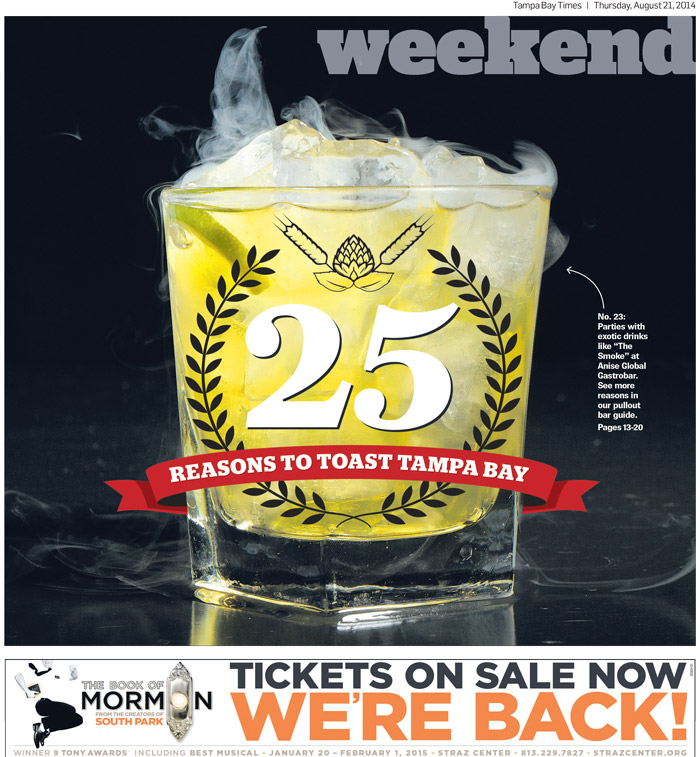 Tampa Bay Times | Thursday, August 21, 2014
weekend
25
REASONS TO TOAST TAMPA BAY
No. 23:
Parties with
exotic drinks
like “The
Smoke” at
Anise Global
Gastrobar.
See more
reasons in
our pullout
bar guide.
Pages 13-20
THE BOOK OF
MORMON
FROM THE CREATORS OF
SOUTH PARK
TICKETS ON SALE NOW
WE'RE BACK!
WINNER 9 TONY AWARDS INCLUDING BEST MUSICAL • JANUARY 20 – FEBRUARY 1, 2015 • STRAZ CENTER • 813.229.7827 • STRAZCENTER.ORG